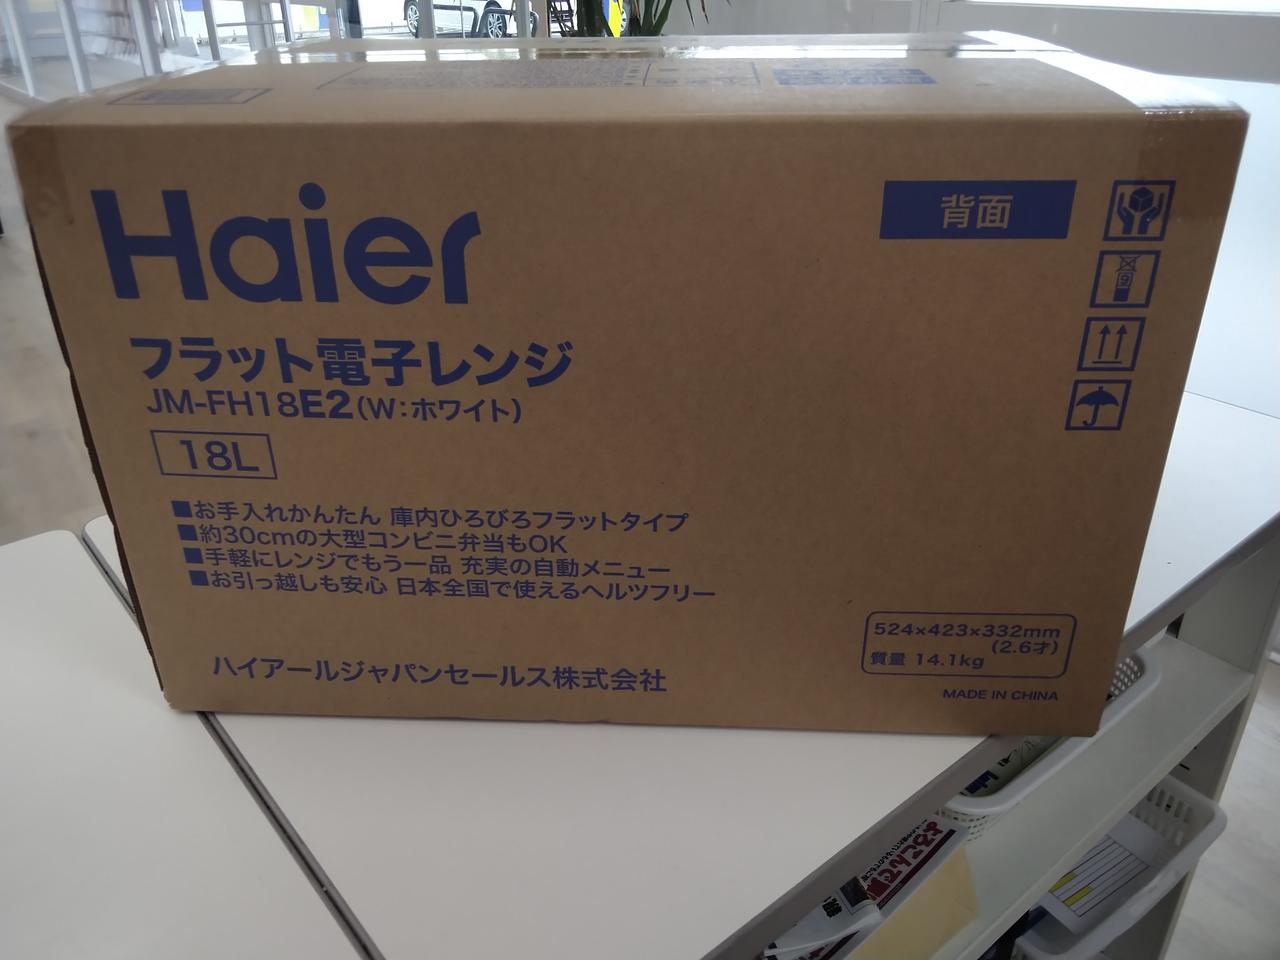 Haier
背面
フラット電子レンジ
JM-FH18E2(W:ホワイト)
18L
■お手入れかんたん 庫内ひろびろフラットタイプ
■約30cmの大型コンビニ弁当もOK
■手軽にレンジでもう一品 充実の自動メニュー
■お引っ越しも安心 日本全国で使えるヘルツフリー
524×423×332mm
(2.6才)
質量 14.1kg
ハイアールジャパンセールス株式会社
MADE IN CHINA
よろこんで